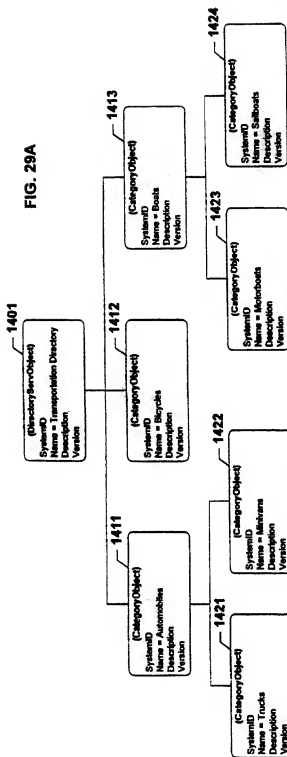 FIG. 29A
1401
(DirectoryServObject)
SystemID
Name = Transportation Directory
Description
Version
1411
(CategoryObject)
SystemID
Name = Automobiles
Description
Version
1412
(CategoryObject)
SystemID
Name = Bicycles
Description
Version
1413
(CategoryObject)
SystemID
Name = Boats
Description
Version
1421
(CategoryObject)
SystemID
Name = Trucks
Description
Version
1422
(CategoryObject)
SystemID
Name = Minivans
Description
Version
1423
(CategoryObject)
SystemID
Name = Motorboats
Description
Version
1424
(CategoryObject)
SystemID
Name = Sailboats
Description
Version